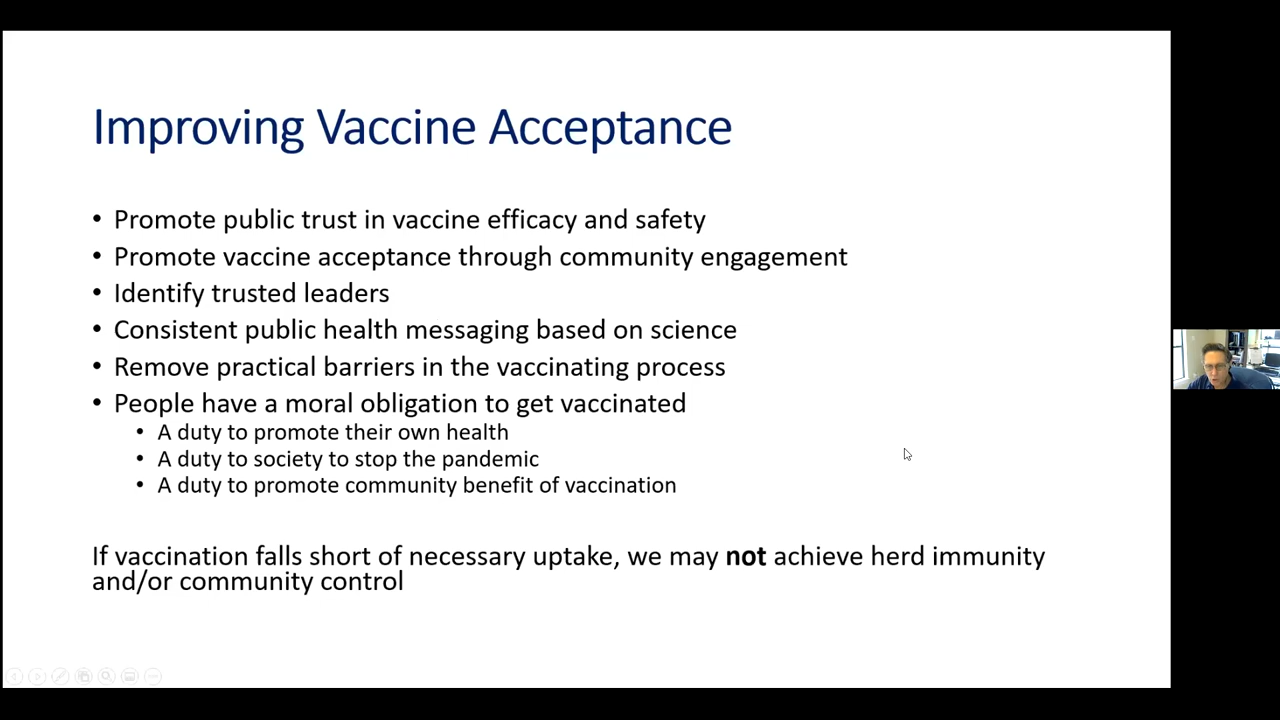 Improving Vaccine Acceptance
• Promote public trust in vaccine efficacy and safety
• Promote vaccine acceptance through community engagement
• Identify trusted leaders
• Consistent public health messaging based on science
• Remove practical barriers in the vaccinating process
• People have a moral obligation to get vaccinated
• A duty to promote their own health
• A duty to society to stop the pandemic
• A duty to promote community benefit of vaccination
If vaccination falls short of necessary uptake, we may not achieve herd immunity
and/or community control